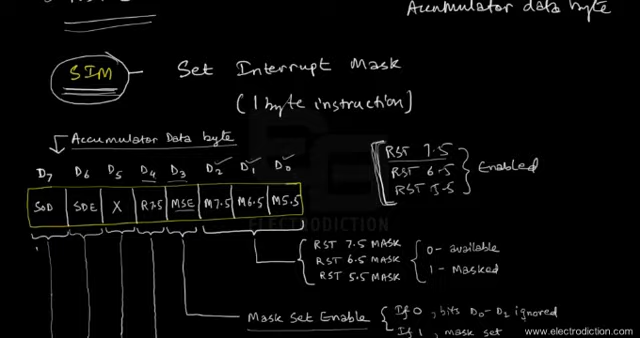 Accumulator data byte
SIM - Set Interrupt Mask
(1 byte instruction)
Accumulator Data byte
D7 D6 D5 D4 D3 D2 D1 D0
SOD SDE X R7.5 MSE M7.5 M6.5 M5.5
RST 7.5
RST 6.5
RST 5.5
Enabled
ELECTRODICTION
RST 7.5 MASK
RST 6.5 MASK
RST 5.5 MASK
0 - available
1 - Masked
Mask Set Enable
If 0, bits D0-D2 ignored
If 1, mask set
www.electrodiction.com